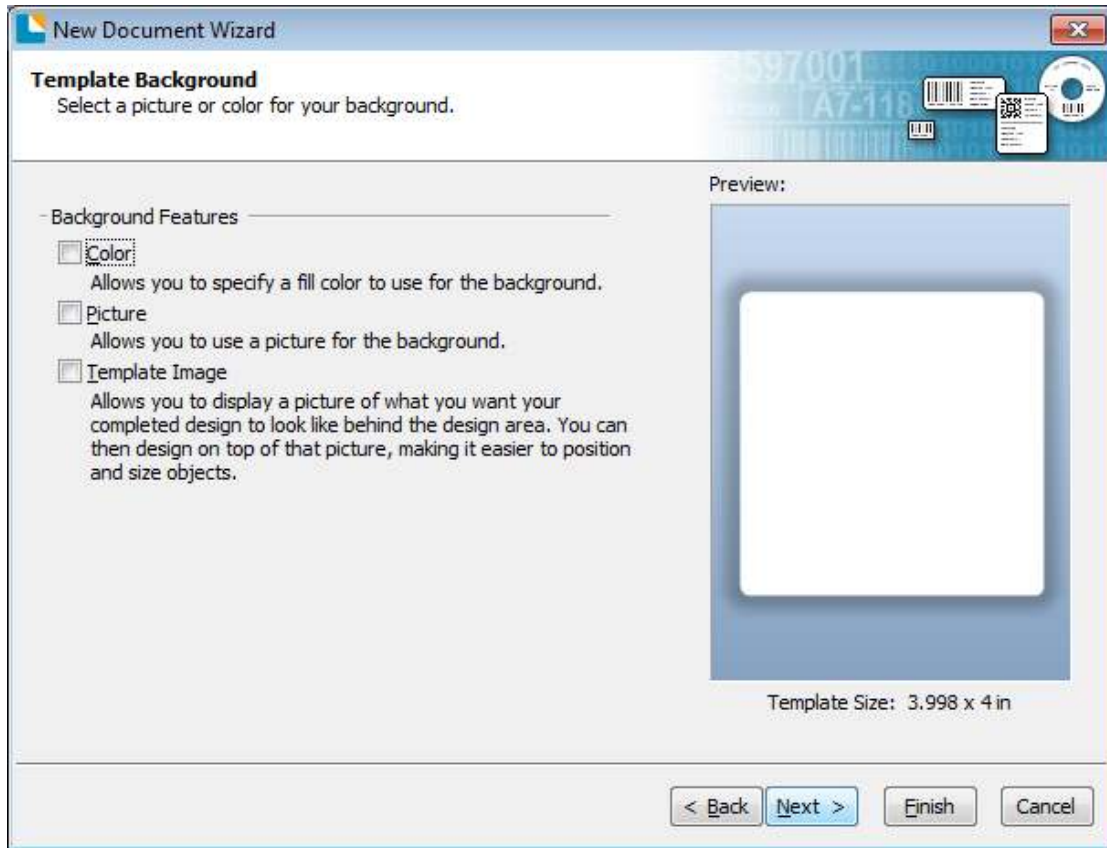 New Document Wizard
Template Background
Select a picture or color for your background.
3597001
A7-118
Preview:
Background Features
Color
Allows you to specify a fill color to use for the background.
Picture
Allows you to use a picture for the background.
Template Image
Allows you to display a picture of what you want your
completed design to look like behind the design area. You can
then design on top of that picture, making it easier to position
and size objects.
Template Size: 3.998 x 4 in
< Back
Next >
Finish
Cancel